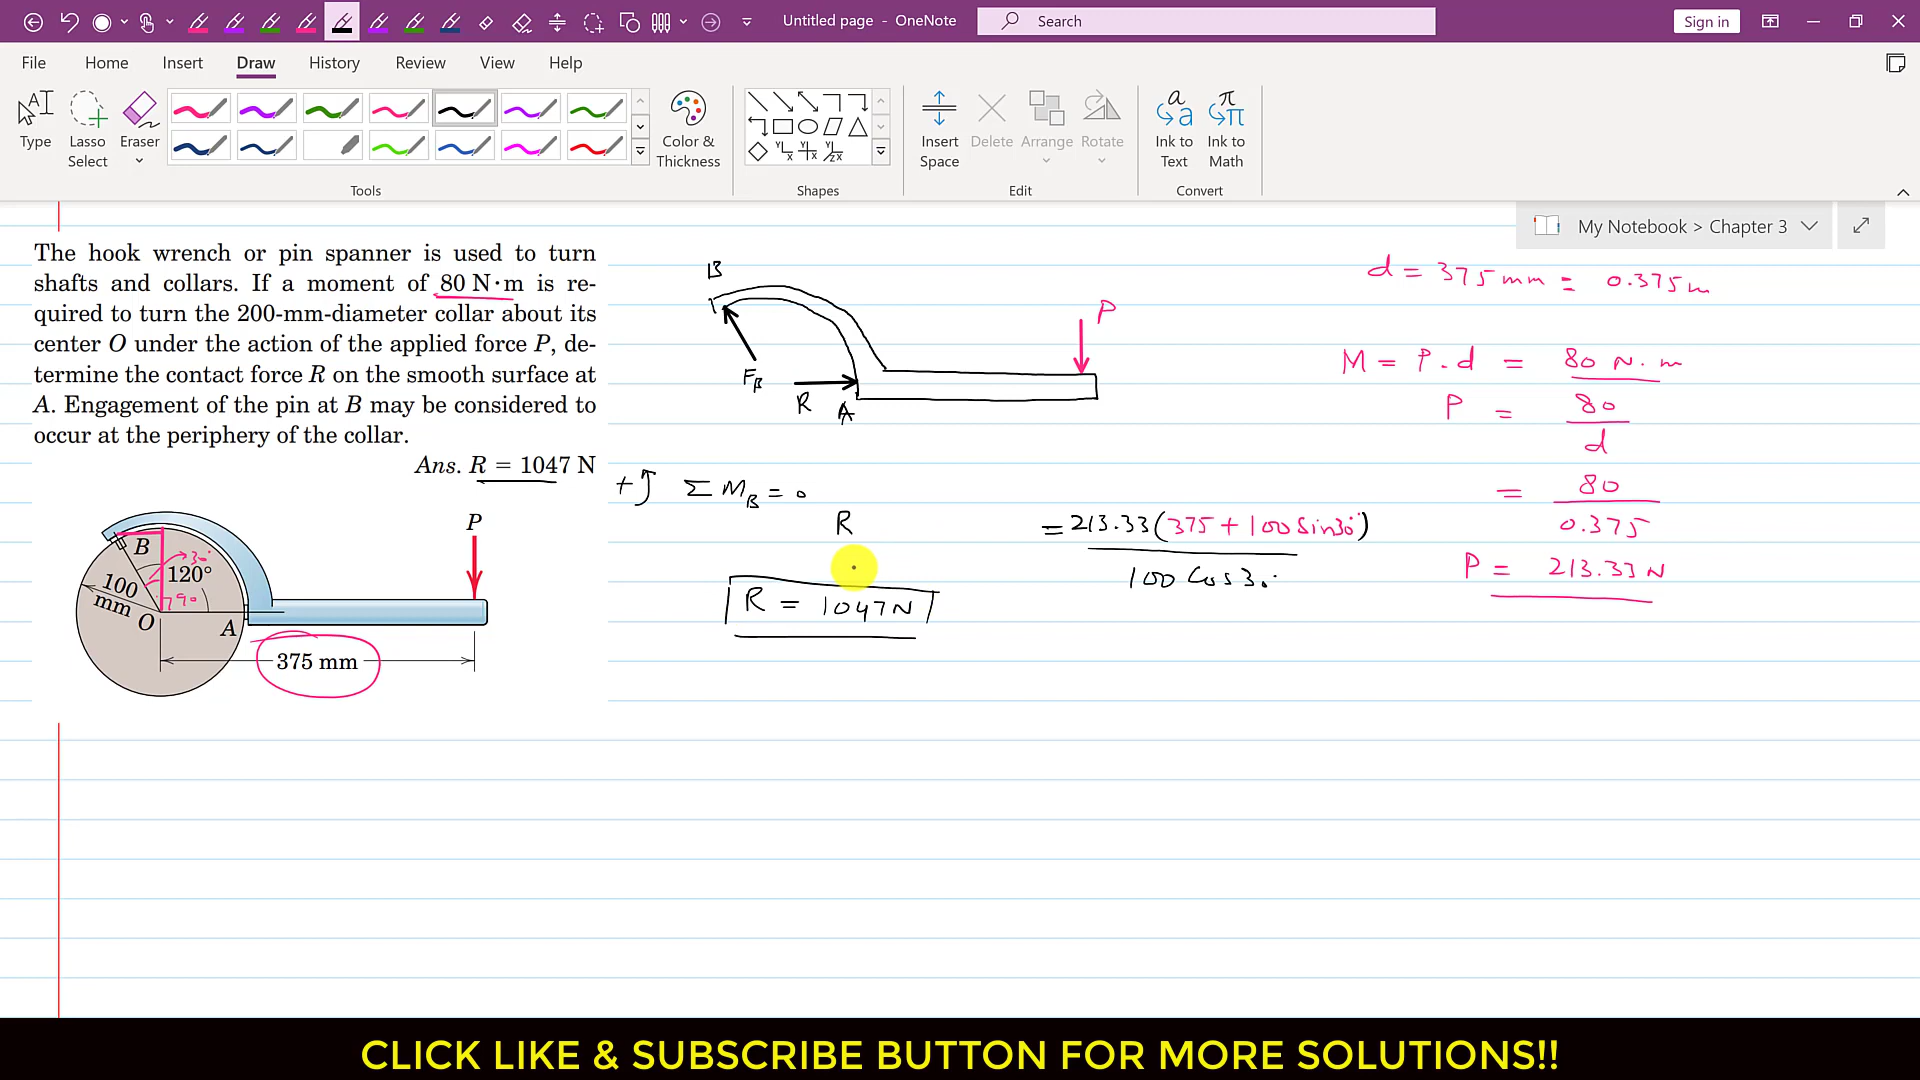 Untitled page - OneNote
Search
Sign in
File Home Insert Draw History Review View Help
Type
Lasso Select
Eraser
Color & Thickness
Insert Space
Delete
Arrange
Rotate
Ink to Text
Ink to Math
Tools
Shapes
Edit
Convert
My Notebook > Chapter 3
The hook wrench or pin spanner is used to turn
shafts and collars. If a moment of 80 N·m is re-
quired to turn the 200-mm-diameter collar about its
center O under the action of the applied force P, de-
termine the contact force R on the smooth surface at
A. Engagement of the pin at B may be considered to
occur at the periphery of the collar.
Ans. R = 1047 N
P
B
30°
120°
100 mm
90
O
A
375 mm
B
P
F_B
R
A
+ Σ M_B = 0
R = 213.33(375 + 100 Sin30°)
100 Cos30
R = 1047 N
d = 375 mm = 0.375 m
M = P.d = 80 N.m
P = 80
d
= 80
0.375
P = 213.33 N
CLICK LIKE & SUBSCRIBE BUTTON FOR MORE SOLUTIONS!!